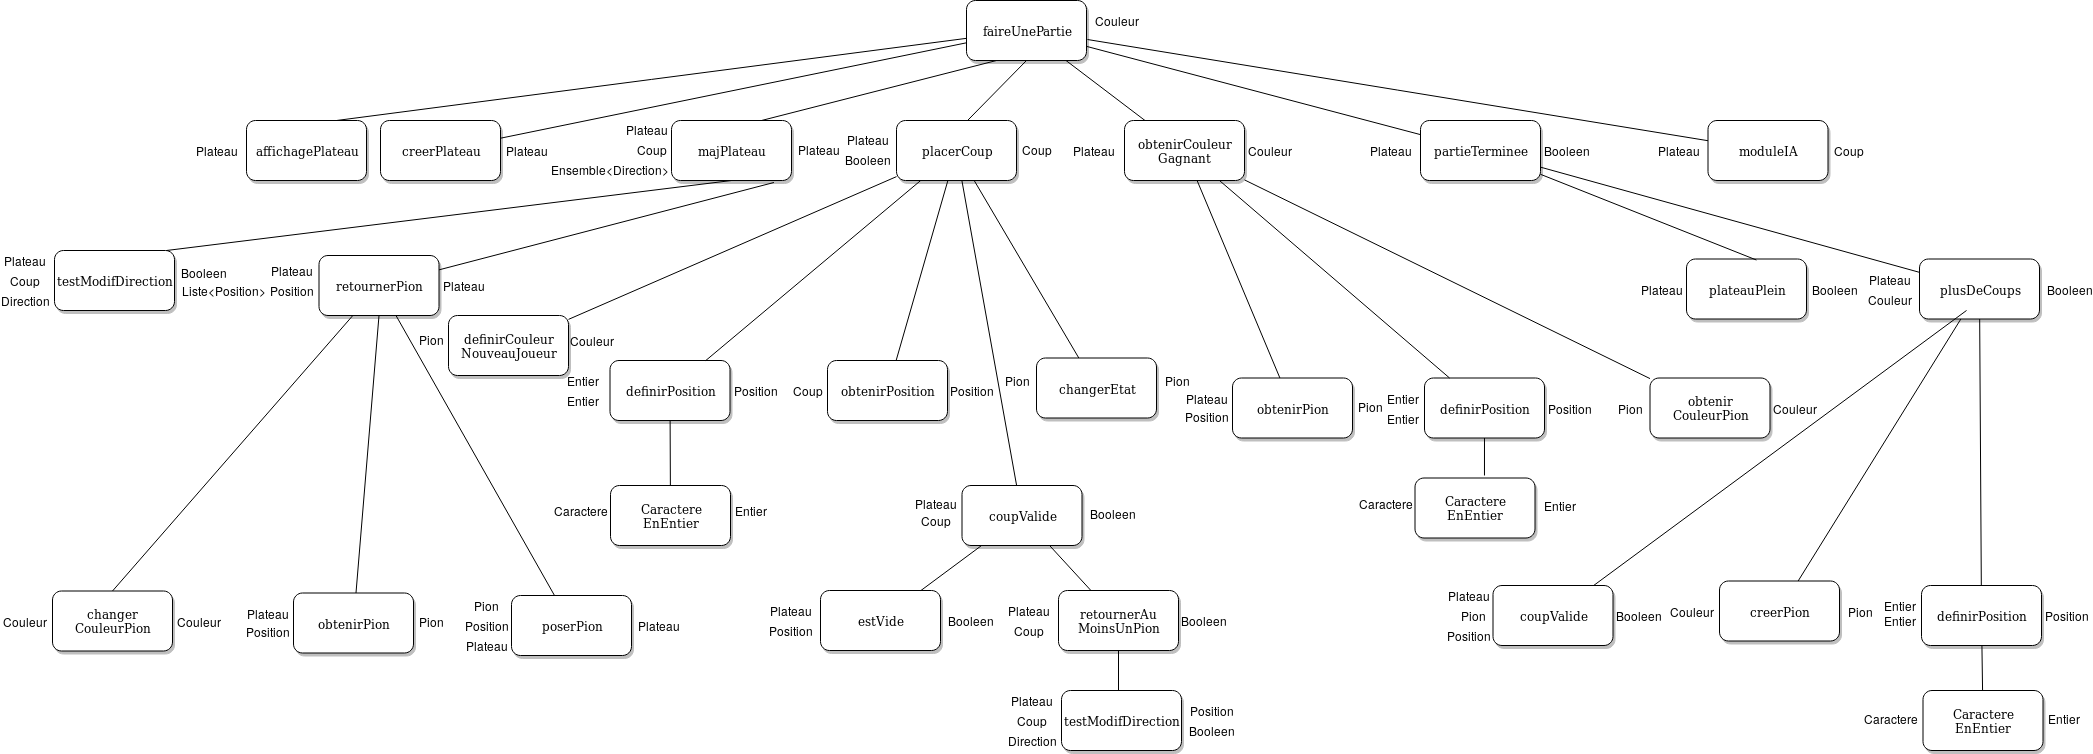 faireUnePartie
Couleur
Plateau
affichagePlateau
creerPlateau
Plateau
Plateau
Coup
Ensemble<Direction>
majPlateau
Plateau
Plateau
Booleen
placerCoup
Coup
Plateau
obtenirCouleur
Gagnant
Couleur
Plateau
partieTerminee
Booleen
Plateau
moduleIA
Coup
Plateau
Coup
Direction
testModifDirection
Booleen
Liste<Position>
Plateau
Position
retournerPion
Plateau
Pion
definirCouleur
NouveauJoueur
Couleur
Entier
Entier
definirPosition
Position
Coup
obtenirPosition
Position
Pion
changerEtat
Pion
Plateau
Position
obtenirPion
Pion
Entier
Entier
definirPosition
Position
Pion
obtenir
CouleurPion
Couleur
Plateau
plateauPlein
Booleen
Plateau
Couleur
plusDeCoups
Booleen
Caractere
Caractere
EnEntier
Entier
Plateau
Coup
coupValide
Booleen
Caractere
Caractere
EnEntier
Entier
Couleur
changer
CouleurPion
Couleur
Plateau
Position
obtenirPion
Pion
Pion
Position
Plateau
poserPion
Plateau
Plateau
Position
estVide
Booleen
Plateau
Coup
retournerAu
MoinsUnPion
Booleen
Plateau
Pion
Position
coupValide
Booleen
Couleur
creerPion
Pion
Entier
Entier
definirPosition
Position
Plateau
Coup
Direction
testModifDirection
Position
Booleen
Caractere
Caractere
EnEntier
Entier